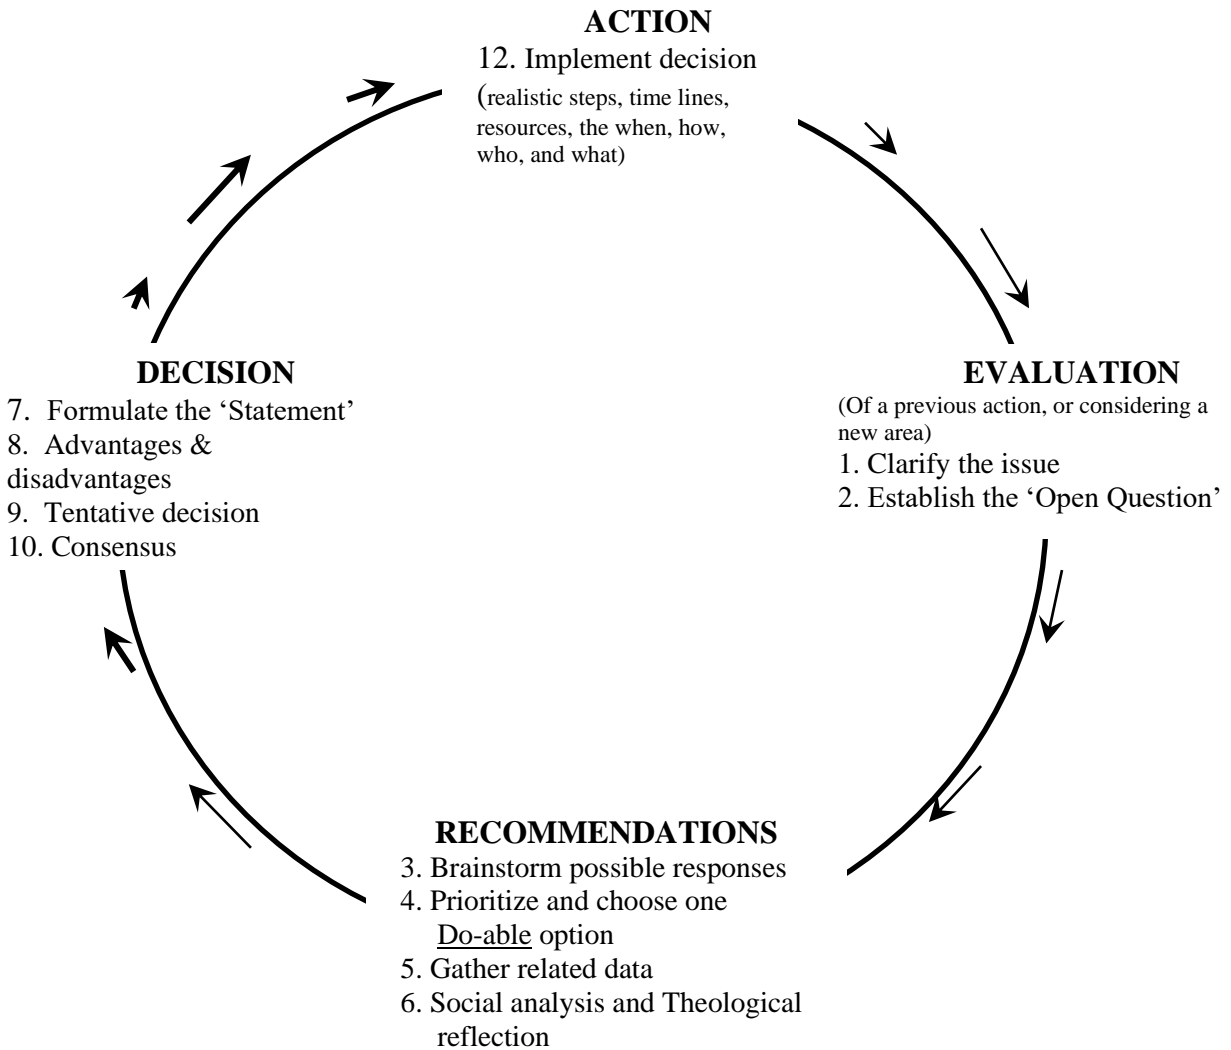 ACTION
12. Implement decision
(realistic steps, time lines,
resources, the when, how,
who, and what)
DECISION
7. Formulate the ‘Statement’
8. Advantages &
disadvantages
9. Tentative decision
10. Consensus
EVALUATION
(Of a previous action, or considering a
new area)
1. Clarify the issue
2. Establish the ‘Open Question’
RECOMMENDATIONS
3. Brainstorm possible responses
4. Prioritize and choose one
Do-able option
5. Gather related data
6. Social analysis and Theological
reflection